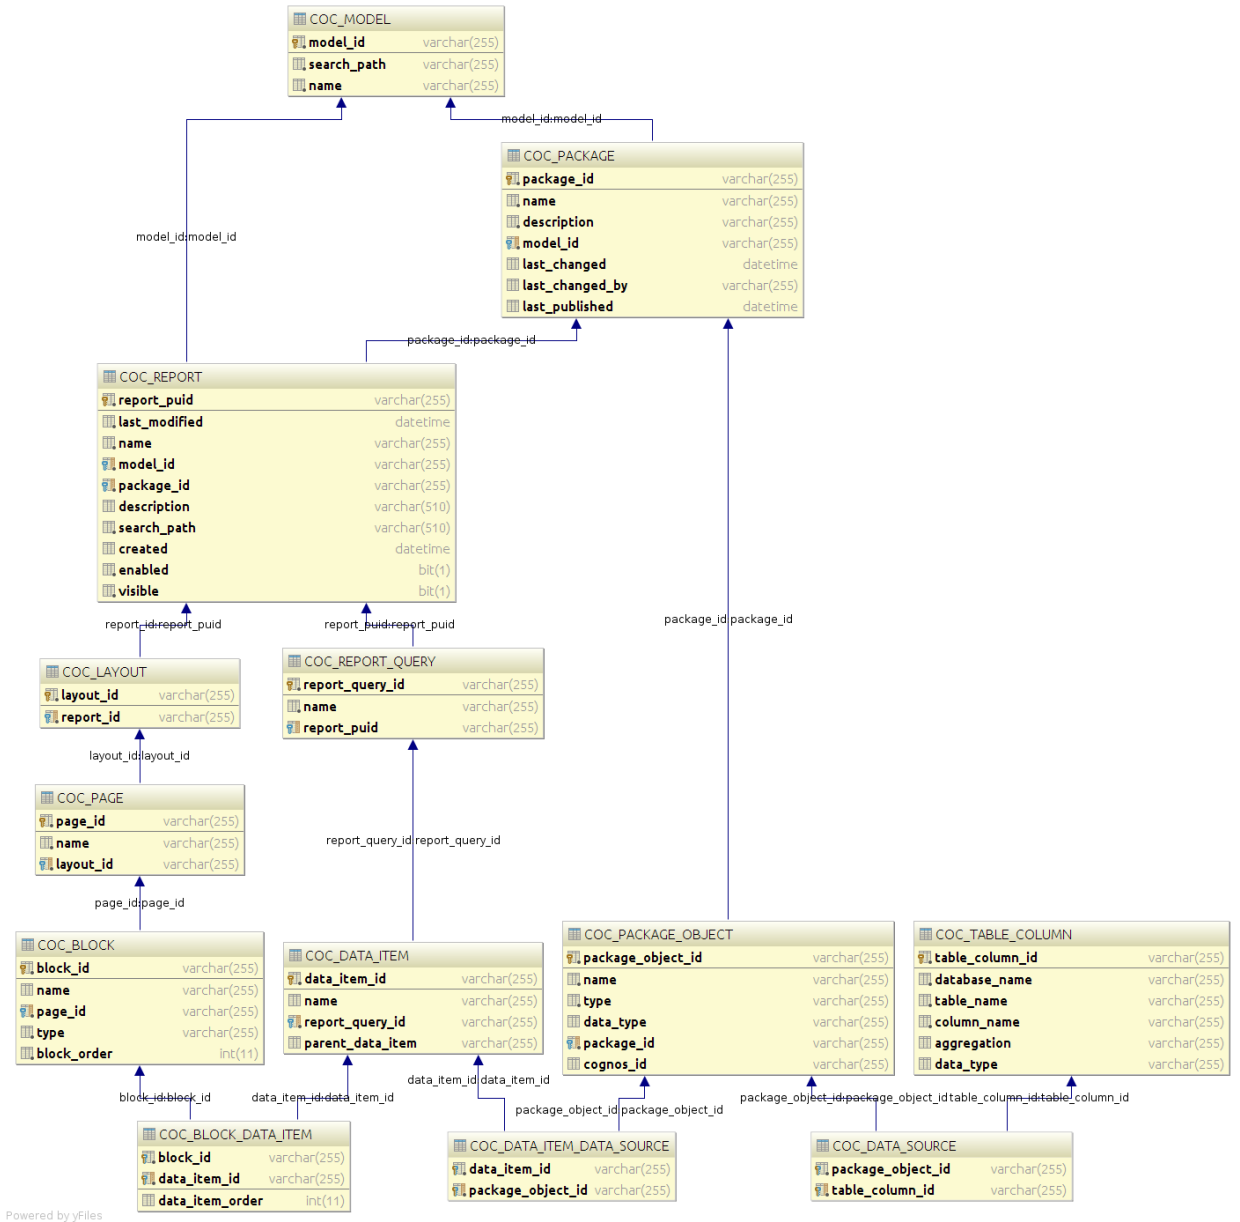 COC_MODEL
model_id varchar(255)
search_path varchar(255)
name varchar(255)
model_id:model_id
COC_PACKAGE
package_id varchar(255)
name varchar(255)
description varchar(255)
model_id varchar(255)
last_changed datetime
last_changed_by varchar(255)
last_published datetime
model_id:model_id
package_id:package_id
COC_REPORT
report_puid varchar(255)
last_modified datetime
name varchar(255)
model_id varchar(255)
package_id varchar(255)
description varchar(510)
search_path varchar(510)
created datetime
enabled bit(1)
visible bit(1)
package_id:package_id
report_id:report_puid
report_puid:report_puid
COC_LAYOUT
layout_id varchar(255)
report_id varchar(255)
COC_REPORT_QUERY
report_query_id varchar(255)
name varchar(255)
report_puid varchar(255)
layout_id:layout_id
COC_PAGE
page_id varchar(255)
name varchar(255)
layout_id varchar(255)
report_query_id:report_query_id
page_id:page_id
COC_BLOCK
block_id varchar(255)
name varchar(255)
page_id varchar(255)
type varchar(255)
block_order int(11)
COC_DATA_ITEM
data_item_id varchar(255)
name varchar(255)
report_query_id varchar(255)
parent_data_item varchar(255)
COC_PACKAGE_OBJECT
package_object_id varchar(255)
name varchar(255)
type varchar(255)
data_type varchar(255)
package_id varchar(255)
cognos_id varchar(255)
COC_TABLE_COLUMN
table_column_id varchar(255)
database_name varchar(255)
table_name varchar(255)
column_name varchar(255)
aggregation varchar(255)
data_type varchar(255)
block_id:block_id
data_item_id:data_item_id
data_item_id:data_item_id
package_object_id:package_object_id
package_object_id:package_object_id
table_column_id:table_column_id
COC_BLOCK_DATA_ITEM
block_id varchar(255)
data_item_id varchar(255)
data_item_order int(11)
COC_DATA_ITEM_DATA_SOURCE
data_item_id varchar(255)
package_object_id varchar(255)
COC_DATA_SOURCE
package_object_id varchar(255)
table_column_id varchar(255)
Powered by yFiles